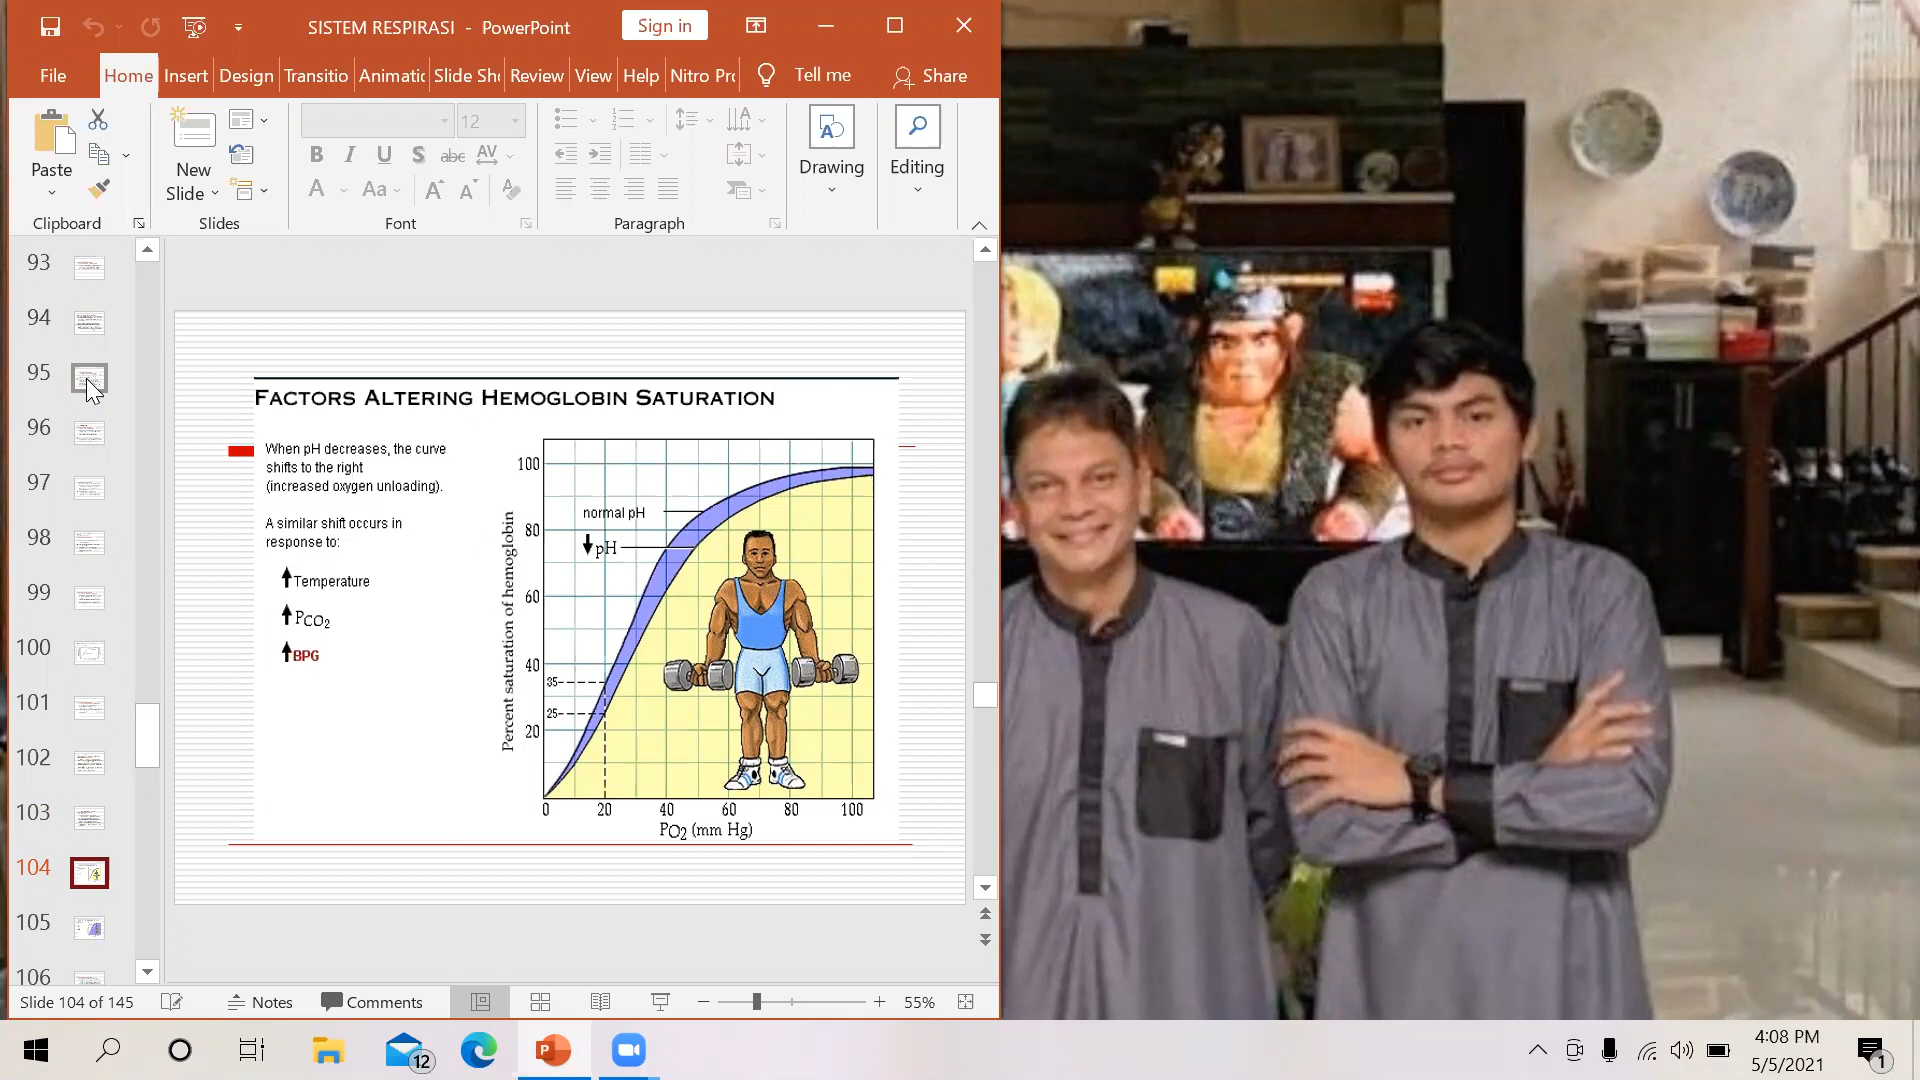 SISTEM RESPIRASI - PowerPoint
Sign in
File
Home
Insert
Design
Transitio
Animatic
Slide Sh
Review
View
Help
Nitro Pr
Tell me
Share
Paste
New
Slide
12
B I U S abc AV
A Aa A A
Drawing
Editing
Clipboard
Slides
Font
Paragraph
93
94
95
96
97
98
99
100
101
102
103
104
105
106
FACTORS ALTERING HEMOGLOBIN SATURATION
When pH decreases, the curve
shifts to the right
(increased oxygen unloading).
A similar shift occurs in
response to:
Temperature
PCO2
BPG
Percent saturation of hemoglobin
100
80
60
40
35
25
20
normal pH
pH
0 20 40 60 80 100
PO2 (mm Hg)
Slide 104 of 145
Notes
Comments
55%
12
4:08 PM
5/5/2021
1